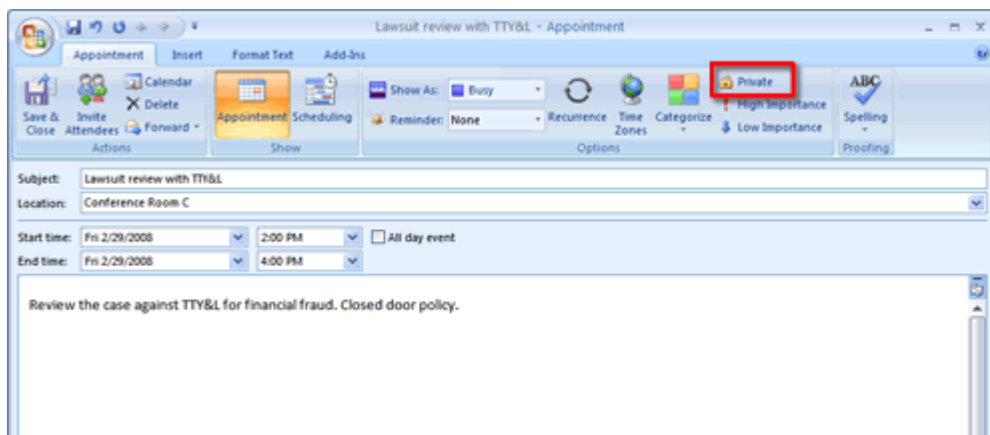 Lawsuit review with TTY&L - Appointment
Appointment Insert Format Text Add-Ins
Save & Close
Invite Attendees
Calendar
Delete
Forward
Actions
Appointment
Scheduling
Show
Show As: Busy
Reminder: None
Recurrence
Time Zones
Categorize
Private
High Importance
Low Importance
Options
ABC
Spelling
Proofing
Subject: Lawsuit review with TTY&L
Location: Conference Room C
Start time: Fri 2/29/2008 2:00 PM All day event
End time: Fri 2/29/2008 4:00 PM
Review the case against TTY&L for financial fraud. Closed door policy.